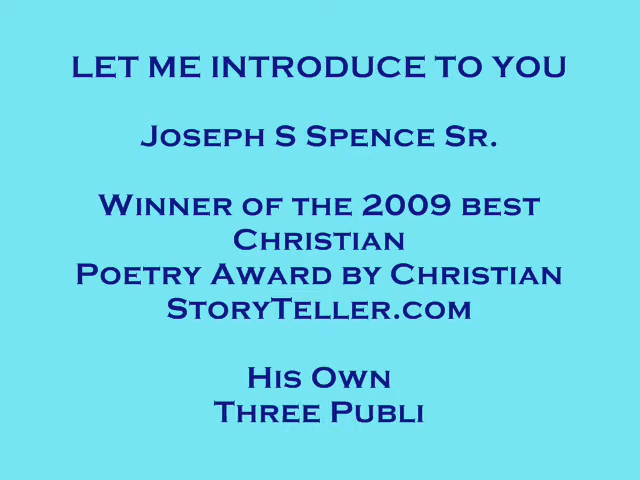 LET ME INTRODUCE TO YOU
Joseph S Spence Sr.
Winner of the 2009 best
Christian
Poetry Award by Christian
StoryTeller.com
His Own
Three Publi